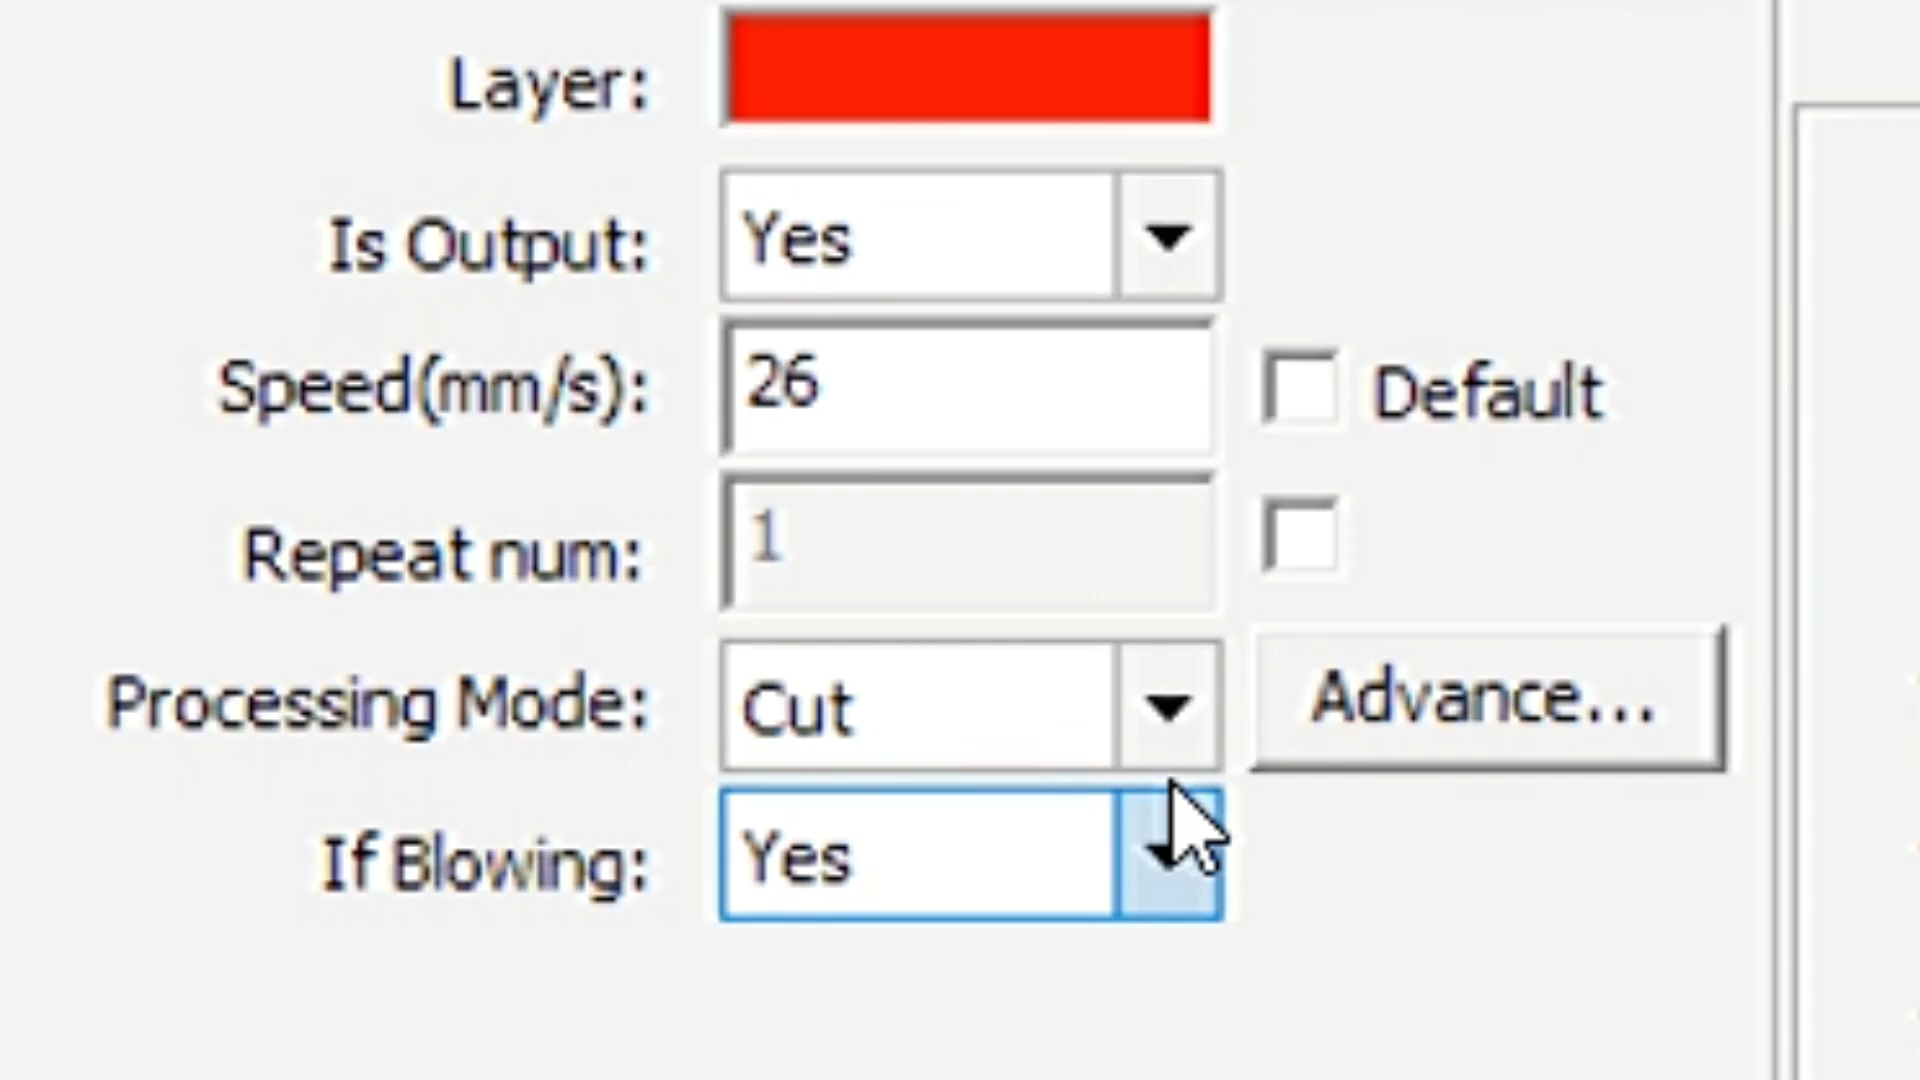 Layer:
Is Output: Yes
Speed(mm/s): 26 Default
Repeat num: 1
Processing Mode: Cut Advance...
If Blowing: Yes